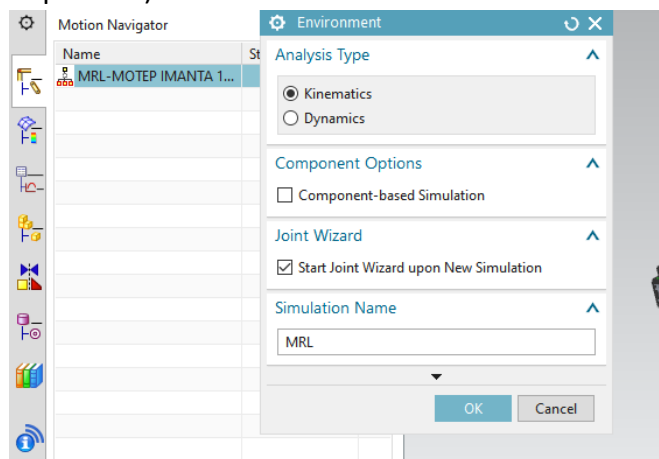 Motion Navigator
Environment
Name
St
Analysis Type
MRL-MOTEP IMANTA 1...
Kinematics
Dynamics
Component Options
Component-based Simulation
Joint Wizard
Start Joint Wizard upon New Simulation
Simulation Name
MRL
OK
Cancel